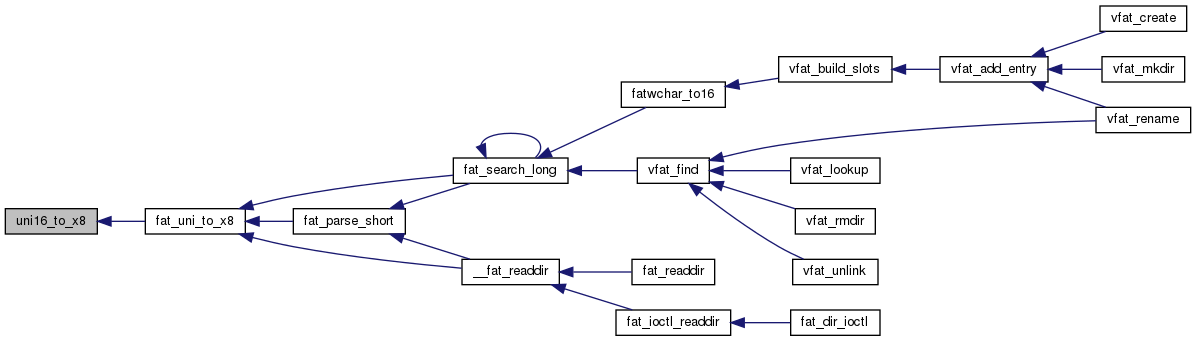 vfat_create
vfat_build_slots
vfat_add_entry
vfat_mkdir
fatwchar_to16
vfat_rename
fat_search_long
vfat_find
vfat_lookup
uni16_to_x8
fat_uni_to_x8
fat_parse_short
vfat_rmdir
__fat_readdir
fat_readdir
vfat_unlink
fat_ioctl_readdir
fat_dir_ioctl